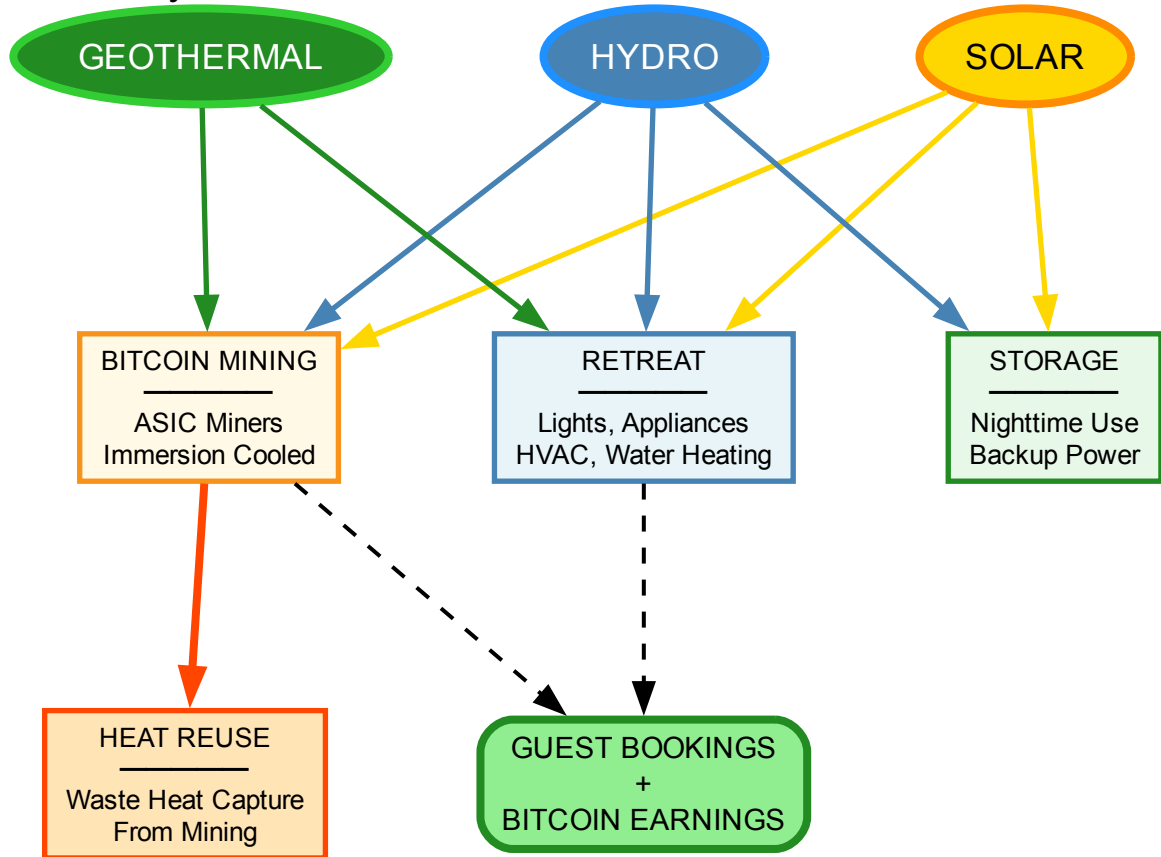 GEOTHERMAL
HYDRO
SOLAR
BITCOIN MINING
ASIC Miners
Immersion Cooled
RETREAT
Lights, Appliances
HVAC, Water Heating
STORAGE
Nighttime Use
Backup Power
HEAT REUSE
Waste Heat Capture
From Mining
GUEST BOOKINGS
+
BITCOIN EARNINGS